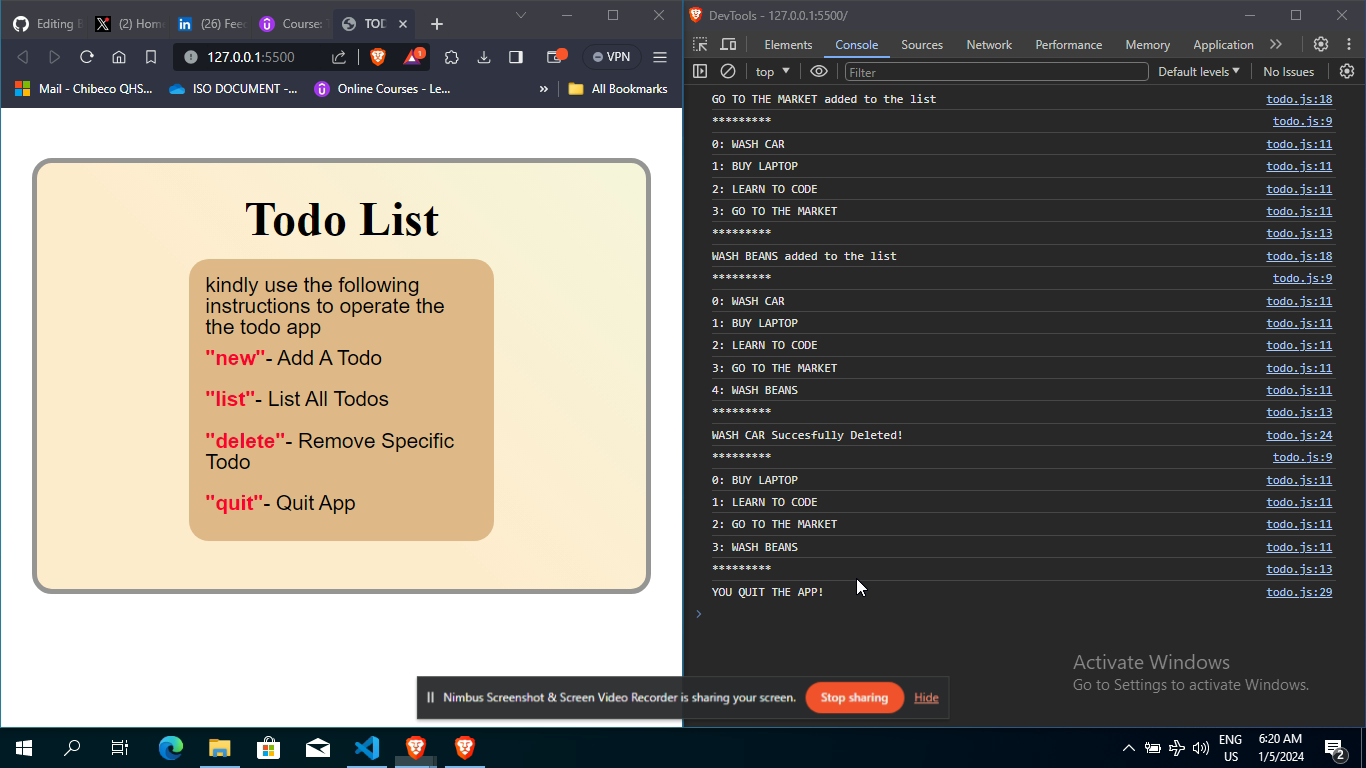 Editing B
(2) Hom
(26) Feed
Course:
TOD
DevTools - 127.0.0.1:5500/
127.0.0.1:5500
1
VPN
Elements
Console
Sources
Network
Performance
Memory
Application
top
Filter
Default levels
No Issues
Mail - Chibeco QHS...
ISO DOCUMENT -...
Online Courses - Le...
»
All Bookmarks
Todo List
kindly use the following
instructions to operate the
the todo app
"new"- Add A Todo
"list"- List All Todos
"delete"- Remove Specific
Todo
"quit"- Quit App
GO TO THE MARKET added to the list todo.js:18
********* todo.js:9
0: WASH CAR todo.js:11
1: BUY LAPTOP todo.js:11
2: LEARN TO CODE todo.js:11
3: GO TO THE MARKET todo.js:11
********* todo.js:13
WASH BEANS added to the list todo.js:18
********* todo.js:9
0: WASH CAR todo.js:11
1: BUY LAPTOP todo.js:11
2: LEARN TO CODE todo.js:11
3: GO TO THE MARKET todo.js:11
4: WASH BEANS todo.js:11
********* todo.js:13
WASH CAR Succesfully Deleted! todo.js:24
********* todo.js:9
0: BUY LAPTOP todo.js:11
1: LEARN TO CODE todo.js:11
2: GO TO THE MARKET todo.js:11
3: WASH BEANS todo.js:11
********* todo.js:13
YOU QUIT THE APP! todo.js:29
Activate Windows
Go to Settings to activate Windows.
Nimbus Screenshot & Screen Video Recorder is sharing your screen.
Stop sharing
Hide
ENG
US
6:20 AM
1/5/2024
2